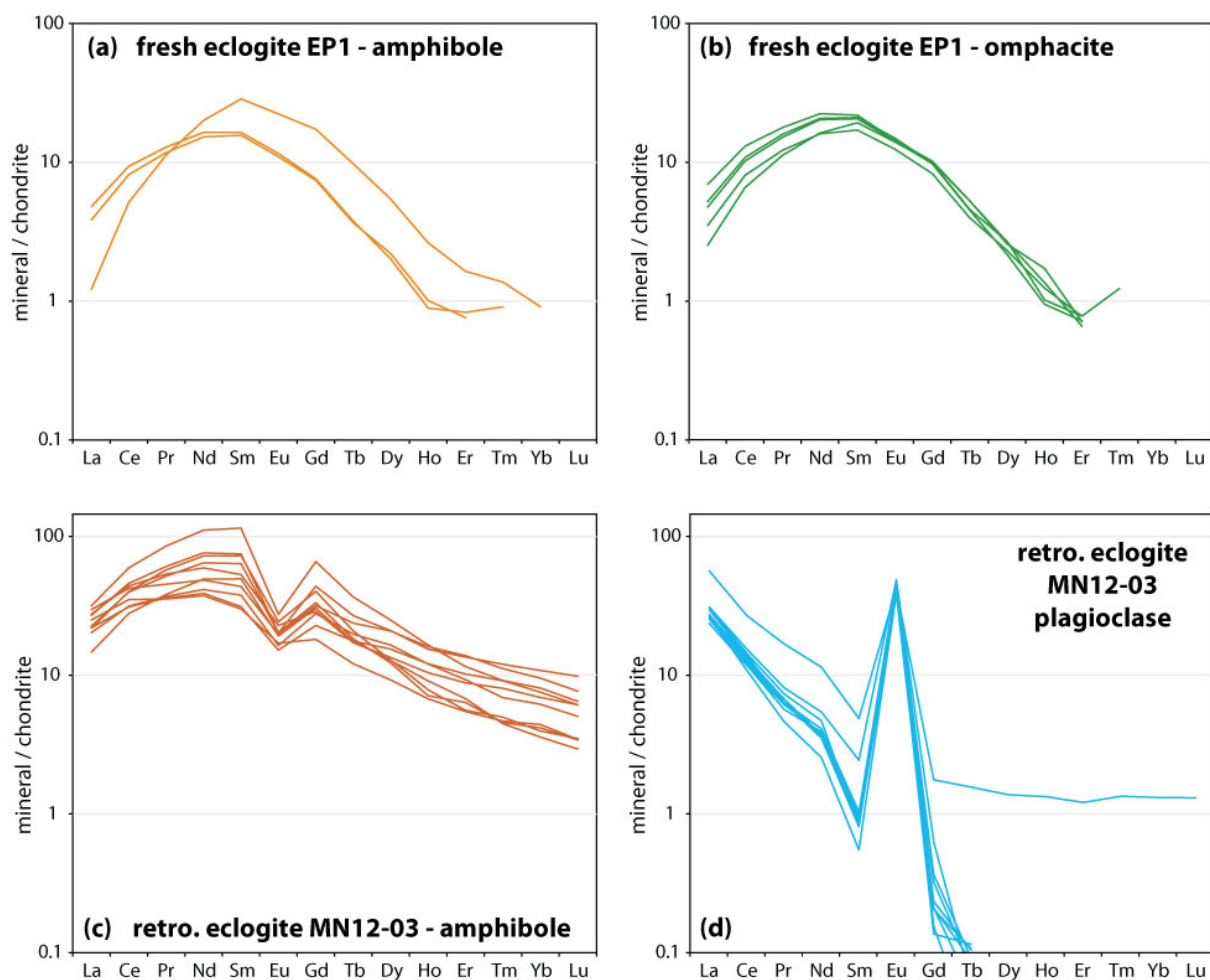 (a) fresh eclogite EP1 - amphibole
mineral / chondrite
100
10
1
0.1
La Ce Pr Nd Sm Eu Gd Tb Dy Ho Er Tm Yb Lu
(b) fresh eclogite EP1 - omphacite
mineral / chondrite
100
10
1
0.1
La Ce Pr Nd Sm Eu Gd Tb Dy Ho Er Tm Yb Lu
mineral / chondrite
100
10
1
0.1
(c) retro. eclogite MN12-03 - amphibole
La Ce Pr Nd Sm Eu Gd Tb Dy Ho Er Tm Yb Lu
retro. eclogite
MN12-03
plagioclase
mineral / chondrite
100
10
1
0.1
(d)
La Ce Pr Nd Sm Eu Gd Tb Dy Ho Er Tm Yb Lu